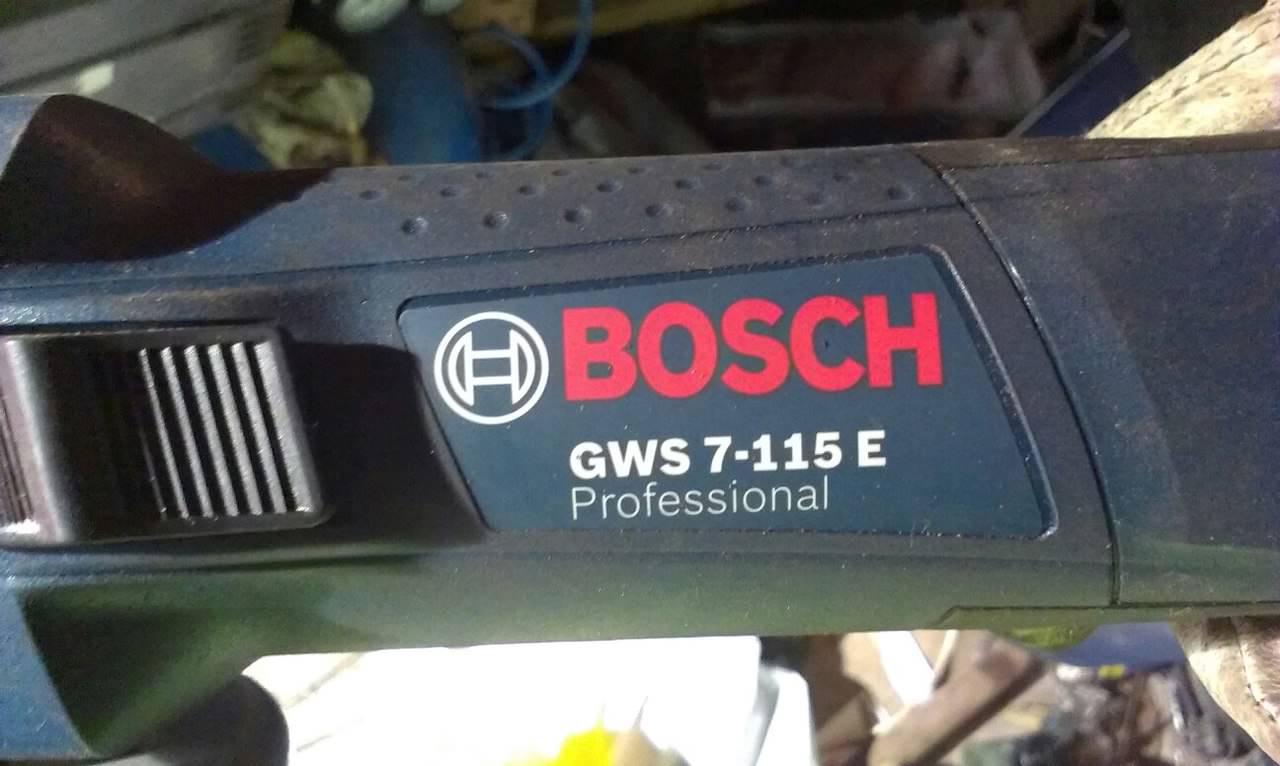 BOSCH
GWS 7-115 E
Professional